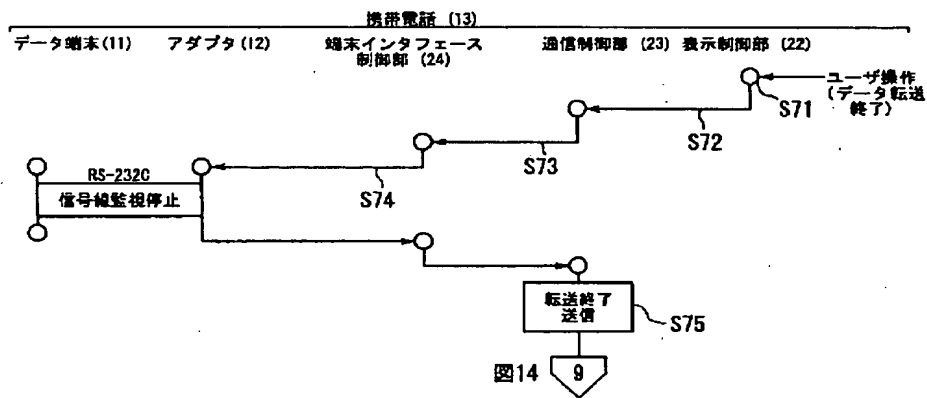 携帯電話 (13)
データ端末(11) アダプタ(12) 端末インタフェース 制御部 (24) 通信制御部 (23) 表示制御部 (22)
ユーザ操作
(データ転送
終了)
S71
S72
S73
S74
RS-232C
信号線監視停止
転送終了
送信
S75
図14 9